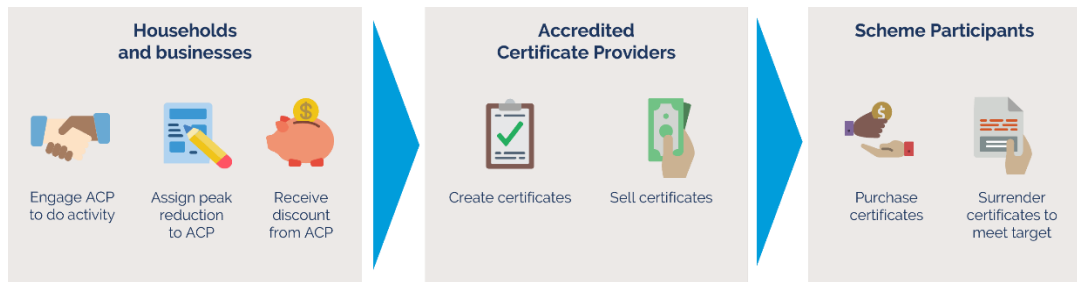 Households
and businesses
Engage ACP
to do activity
Assign peak
reduction
to ACP
Receive
discount
from ACP
Accredited
Certificate Providers
Create certificates
Sell certificates
Scheme Participants
Purchase
certificates
Surrender
certificates to
meet target